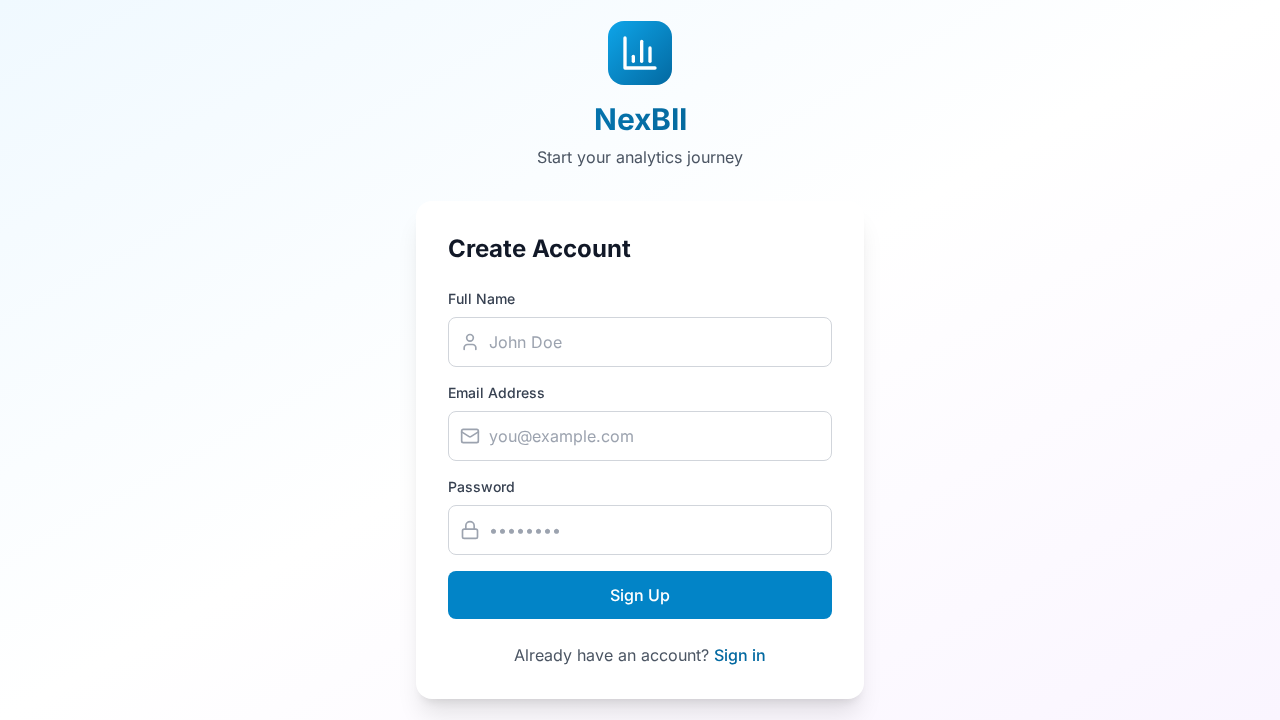 NexBII
Start your analytics journey
Create Account
Full Name
John Doe
Email Address
you@example.com
Password
••••••••
Sign Up
Already have an account? Sign in